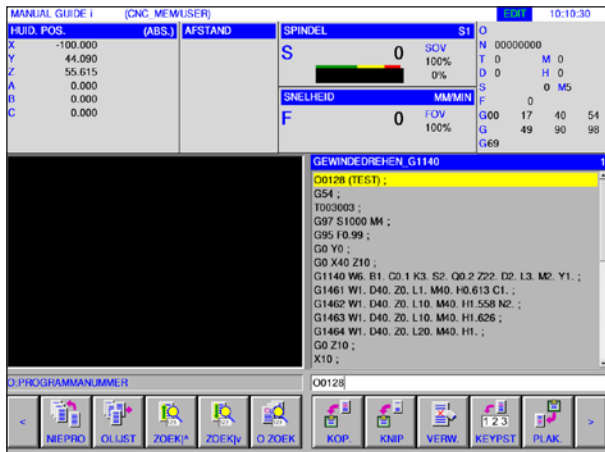 MANUAL GUIDE i (CNC_MEM/USER) EDIT 10:10:30
HUID. POS. (ABS.) AFSTAND SPINDEL S1 O
X -100.000
Y 44.090
Z 55.615
A 0.000
B 0.000
C 0.000
S 0 SOV
100%
0%
SNELHEID MM/MIN
F 0 FOV
100%
N 00000000
T 0 M 0
D 0 H 0
S 0 M5
F 0
G00 17 40 54
G 49 90 98
G69
GEWINDEDREHEN_G1140 1
O0128 (TEST) ;
G54 ;
T003003 ;
G97 S1000 M4 ;
G95 F0.99 ;
G0 Y0 ;
G0 X40 Z10 ;
G1140 W6. B1. C0.1 K3. S2. Q0.2 Z22. D2. L3. M2. Y1. ;
G1461 W1. D40. Z0. L1. M40. H0.613 C1. ;
G1462 W1. D40. Z0. L10. M40. H1.558 N2. ;
G1463 W1. D40. Z0. L10. M40. H1.626 ;
G1464 W1. D40. Z0. L20. M40. H1. ;
G0 Z10 ;
X10 ;
O:PROGRAMMANUMMER O0128
< NIEPRO OLIJST ZOEK|^ ZOEK|v O ZOEK KOP. KNIP VERW. KEYPST PLAK. >